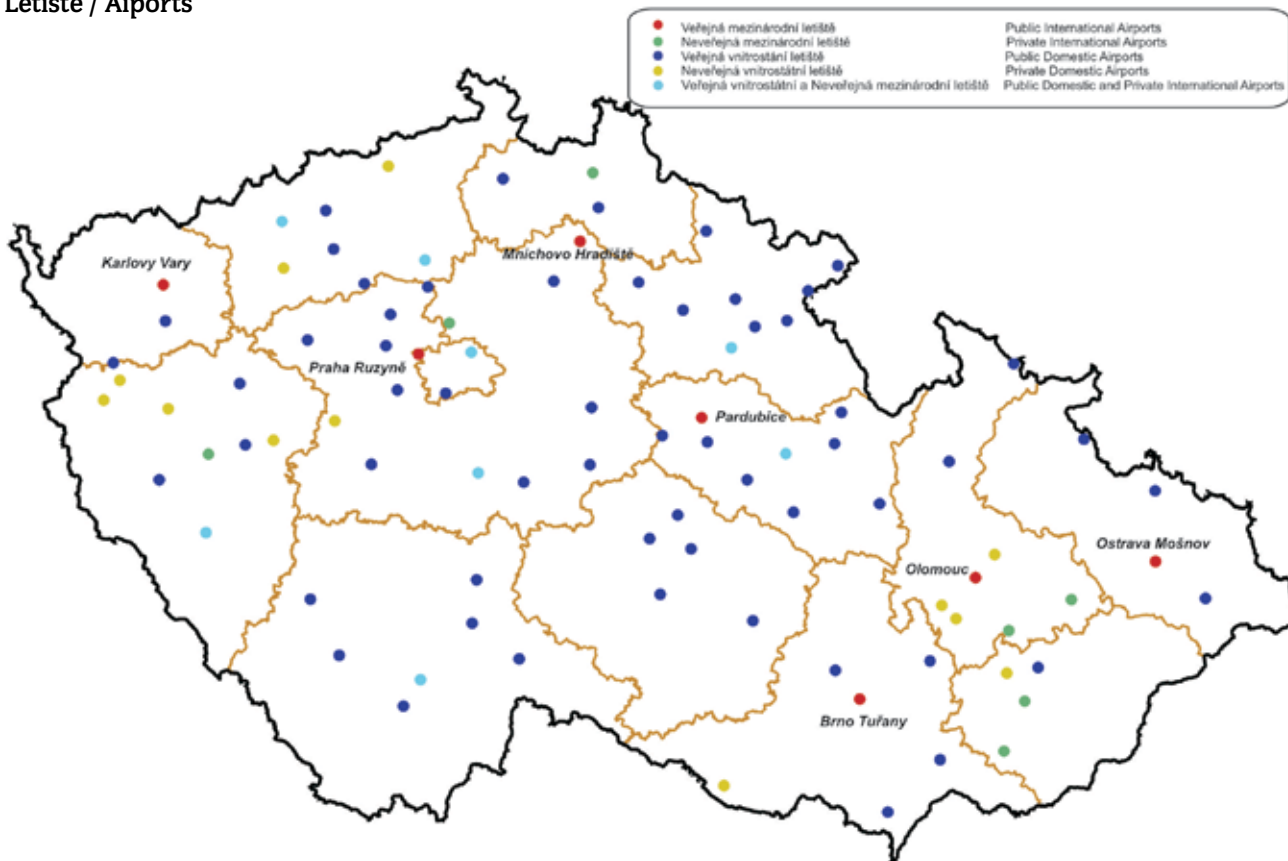 Letiště / Aiports
Veřejná mezinárodní letiště Public International Airports
Neveřejná mezinárodní letiště Private International Airports
Veřejná vnitrostání letiště Public Domestic Airports
Neveřejná vnitrostátní letiště Private Domestic Airports
Veřejná vnitrostátní a Neveřejná mezinárodní letiště Public Domestic and Private International Airports
Mnichovo Hradiště
Karlovy Vary
Praha Ruzyně
Pardubice
Ostrava Mošnov
Olomouc
Brno Tuřany